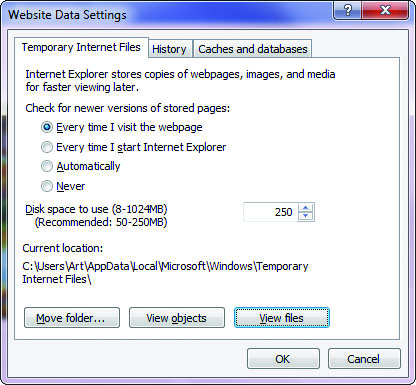 Website Data Settings
Temporary Internet Files
History
Caches and databases
Internet Explorer stores copies of webpages, images, and media
for faster viewing later.
Check for newer versions of stored pages:
Every time I visit the webpage
Every time I start Internet Explorer
Automatically
Never
Disk space to use (8-1024MB)
250
(Recommended: 50-250MB)
Current location:
C:\Users\Art\AppData\Local\Microsoft\Windows\Temporary
Internet Files\
Move folder...
View objects
View files
OK
Cancel